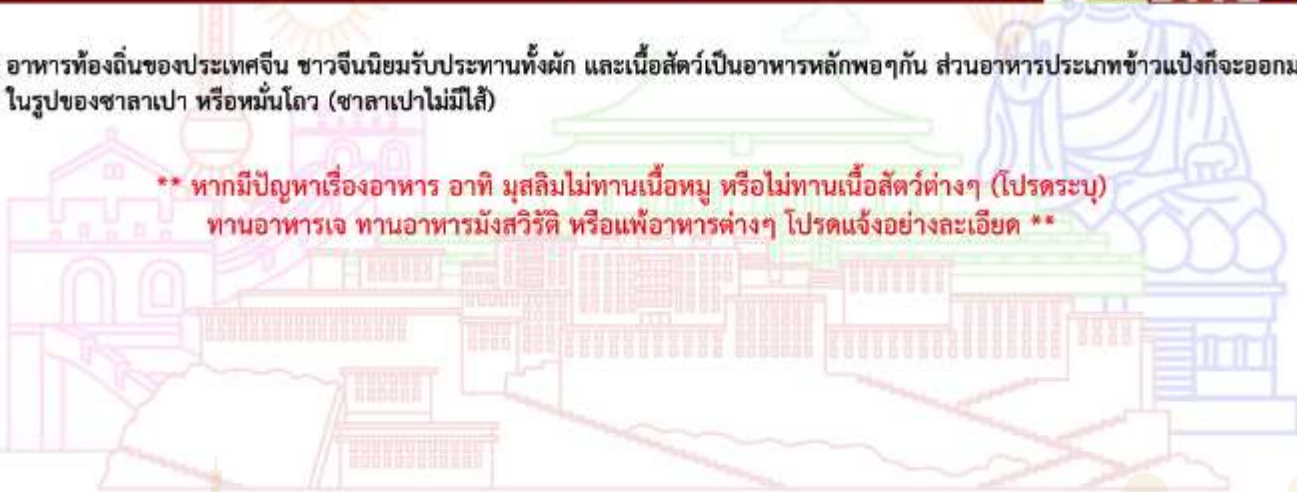 อาหารท้องถิ่นของประเทศจีน ชาวจีนนิยมรับประทานทั้งผัก และเนื้อสัตว์เป็นอาหารหลักพอๆกัน ส่วนอาหารประเภทข้าวแป้งก็จะออกม
ในรูปของซาลาเปา หรือหมั่นโถว (ซาลาเปาไม่มีไส้)
** หากมีปัญหาเรื่องอาหาร อาทิ มุสลิมไม่ทานเนื้อหมู หรือไม่ทานเนื้อสัตว์ต่างๆ (โปรดระบุ)
ทานอาหารเจ ทานอาหารมังสวิรัติ หรือแพ้อาหารต่างๆ โปรดแจ้งอย่างละเอียด **